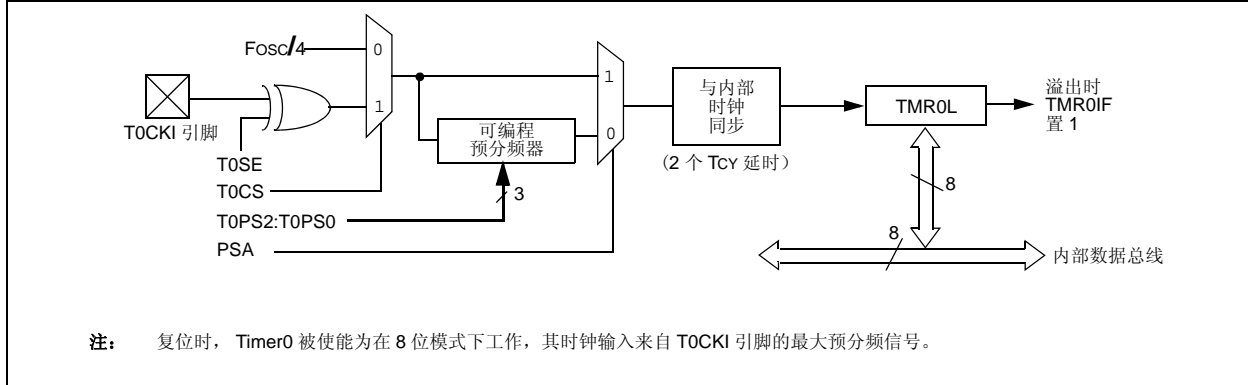 Fosc/4
0
1
T0CKI 引脚
T0SE
T0CS
T0PS2:T0PS0
PSA
可编程
预分频器
3
1
0
与内部
时钟
同步
（2 个 TCY 延时）
TMR0L
溢出时
TMR0IF
置 1
8
8
内部数据总线
注： 复位时， Timer0 被使能为在 8 位模式下工作，其时钟输入来自 T0CKI 引脚的最大预分频信号。